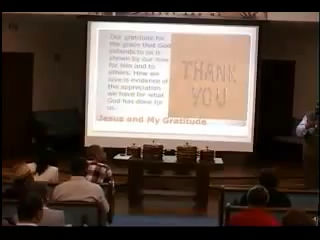 Our gratitude for
the grace that God
extends to us is
shown by our love
for him and to
others. How we
give is evidence of
the appreciation
we have for what
God has done for
us.
THANK
YOU
Jesus and My Gratitude